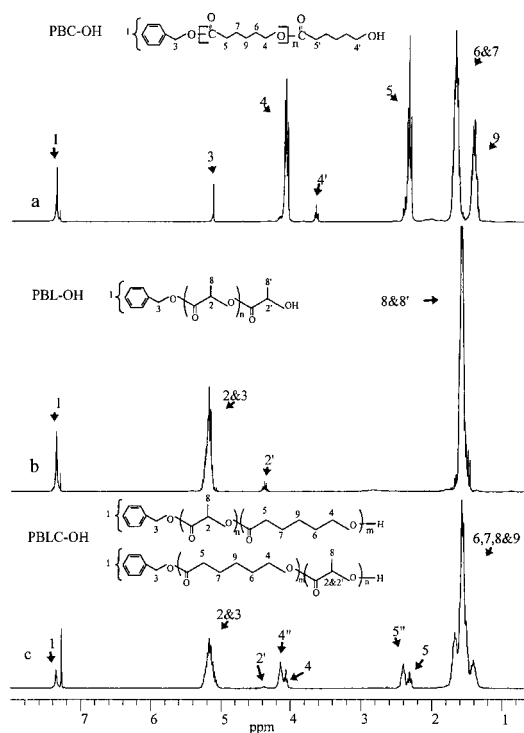 PBC-OH
1 O 7 6 O OH
3 O 5 9 4 O n 5' 4'
6&7
5
4
1
3
9
4'
a
PBL-OH
1 8 O 8' OH
3 O O 2 n O 2'
8&8'
1
2&3
2'
b
PBLC-OH
1 8 O 5 9 4 O H
3 O O 2 n O 7 6 m
1 O 5 9 4 O 8 O H
3 O 7 6 m O 2&2' n
6,7,8&9
2&3
4"
5"
1
2'
4
5
c
7 6 5 4 3 2 1
ppm